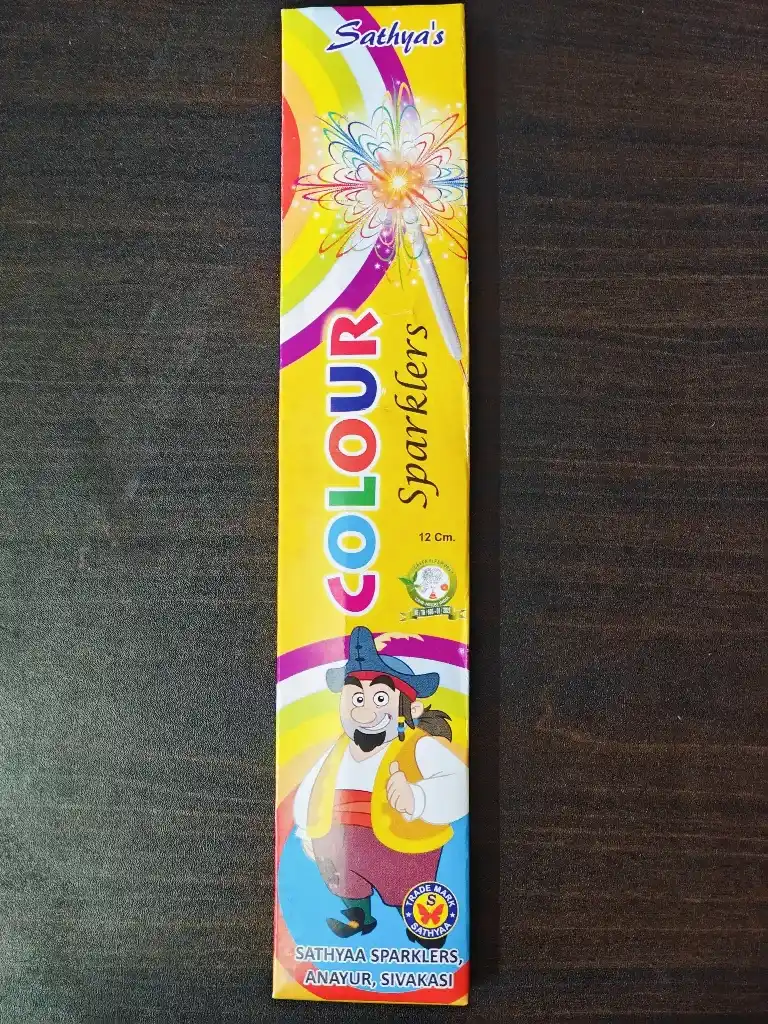 Sathya's
COLOUR
Sparklers
12 Cm.
TRADE MARK
S
SATHYAA
SATHYAA SPARKLERS,
ANAYUR, SIVAKASI